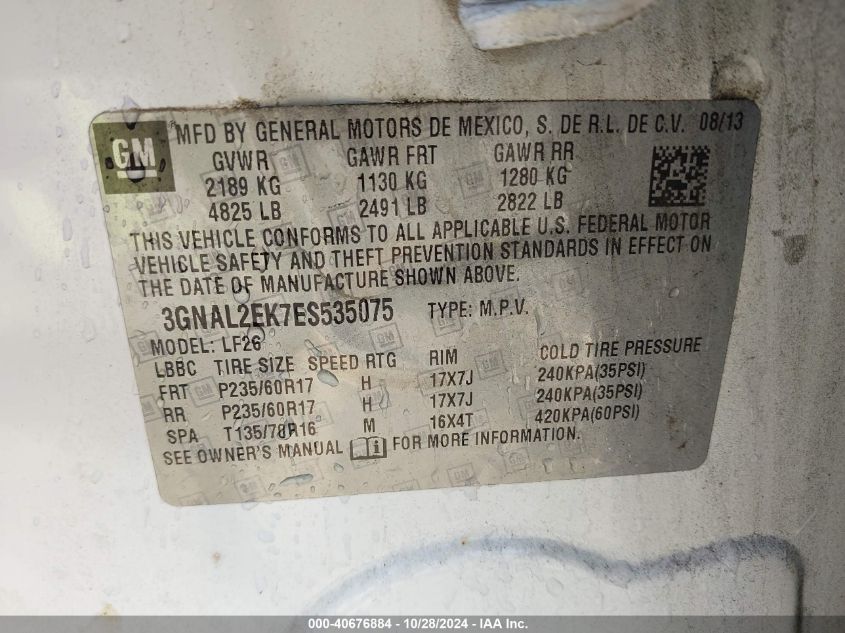 GM MFD BY GENERAL MOTORS DE MEXICO, S. DE R.L. DE C.V. 08/13
GVWR GAWR FRT GAWR RR
2189 KG 1130 KG 1280 KG
4825 LB 2491 LB 2822 LB
THIS VEHICLE CONFORMS TO ALL APPLICABLE U.S. FEDERAL MOTOR
VEHICLE SAFETY AND THEFT PREVENTION STANDARDS IN EFFECT ON
THE DATE OF MANUFACTURE SHOWN ABOVE.
3GNAL2EK7ES535075 TYPE: M.P.V.
MODEL: LF26
LBBC TIRE SIZE SPEED RTG RIM COLD TIRE PRESSURE
FRT P235/60R17 H 17X7J 240KPA(35PSI)
RR P235/60R17 H 17X7J 240KPA(35PSI)
SPA T135/78R16 M 16X4T 420KPA(60PSI)
SEE OWNER'S MANUAL FOR MORE INFORMATION.
000-40676884 - 10/28/2024 - IAA Inc.